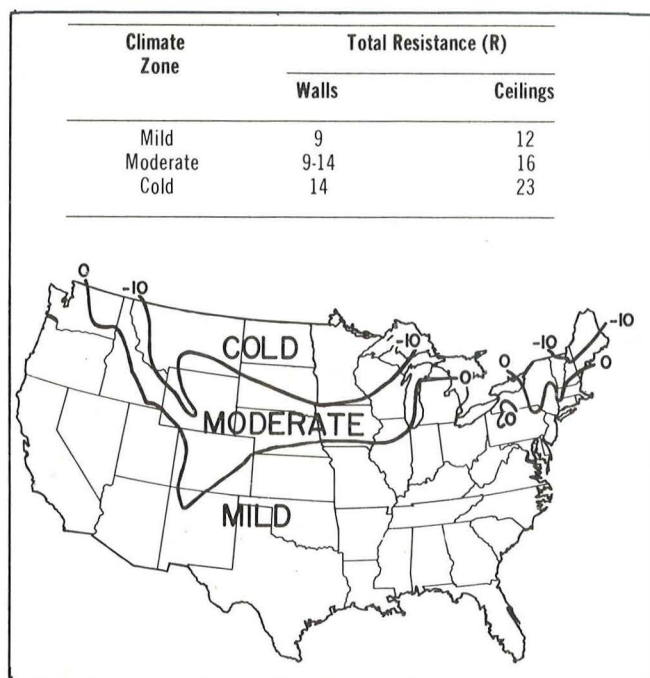 Climate Zone Total Resistance (R)
Walls Ceilings
Mild 9 12
Moderate 9-14 16
Cold 14 23
0 -10
-10
COLD
-10
-10
0
0
0
0
MODERATE
MILD